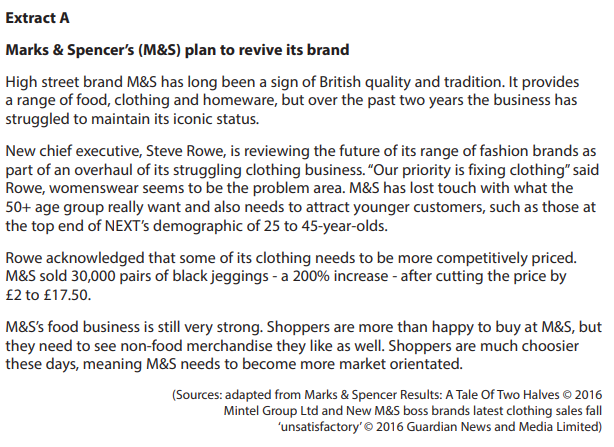 Extract A
Marks & Spencer’s (M&S) plan to revive its brand
High street brand M&S has long been a sign of British quality and tradition. It provides
a range of food, clothing and homeware, but over the past two years the business has
struggled to maintain its iconic status.
New chief executive, Steve Rowe, is reviewing the future of its range of fashion brands as
part of an overhaul of its struggling clothing business. “Our priority is fixing clothing” said
Rowe, womenswear seems to be the problem area. M&S has lost touch with what the
50+ age group really want and also needs to attract younger customers, such as those at
the top end of NEXT’s demographic of 25 to 45-year-olds.
Rowe acknowledged that some of its clothing needs to be more competitively priced.
M&S sold 30,000 pairs of black jeggings - a 200% increase - after cutting the price by
£2 to £17.50.
M&S’s food business is still very strong. Shoppers are more than happy to buy at M&S, but
they need to see non-food merchandise they like as well. Shoppers are much choosier
these days, meaning M&S needs to become more market orientated.
(Sources: adapted from Marks & Spencer Results: A Tale Of Two Halves © 2016
Mintel Group Ltd and New M&S boss brands latest clothing sales fall
‘unsatisfactory’ © 2016 Guardian News and Media Limited)